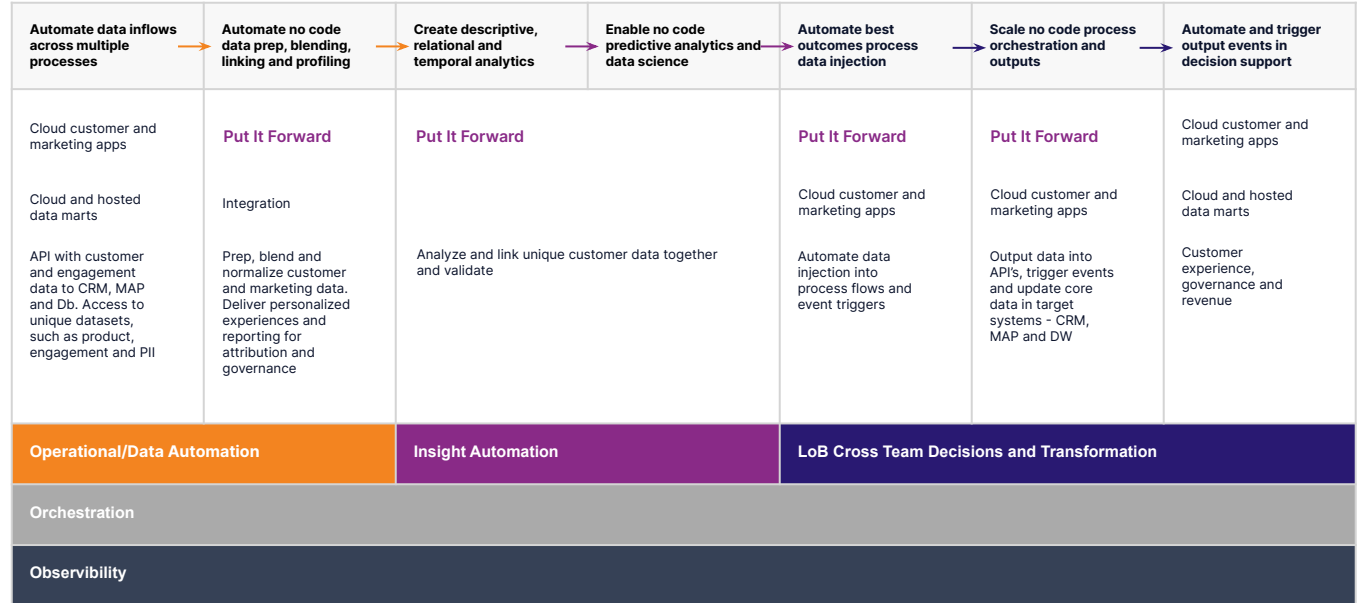 Automate data inflows
across multiple
processes
Automate no code
data prep, blending,
linking and profiling
Create descriptive,
relational and
temporal analytics
Enable no code
predictive analytics and
data science
Automate best
outcomes process
data injection
Scale no code process
orchestration and
outputs
Automate and trigger
output events in
decision support
Cloud customer and
marketing apps
Cloud and hosted
data marts
API with customer
and engagement
data to CRM, MAP
and Db. Access to
unique datasets,
such as product,
engagement and PII
Put It Forward
Integration
Prep, blend and
normalize customer
and marketing data.
Deliver personalized
experiences and
reporting for
attribution and
governance
Put It Forward
Analyze and link unique customer data together
and validate
Put It Forward
Cloud customer and
marketing apps
Automate data
injection into
process flows and
event triggers
Put It Forward
Cloud customer and
marketing apps
Output data into
API's, trigger events
and update core
data in target
systems - CRM,
MAP and DW
Cloud customer and
marketing apps
Cloud and hosted
data marts
Customer
experience,
governance and
revenue
Operational/Data Automation
Insight Automation
LoB Cross Team Decisions and Transformation
Orchestration
Observibility